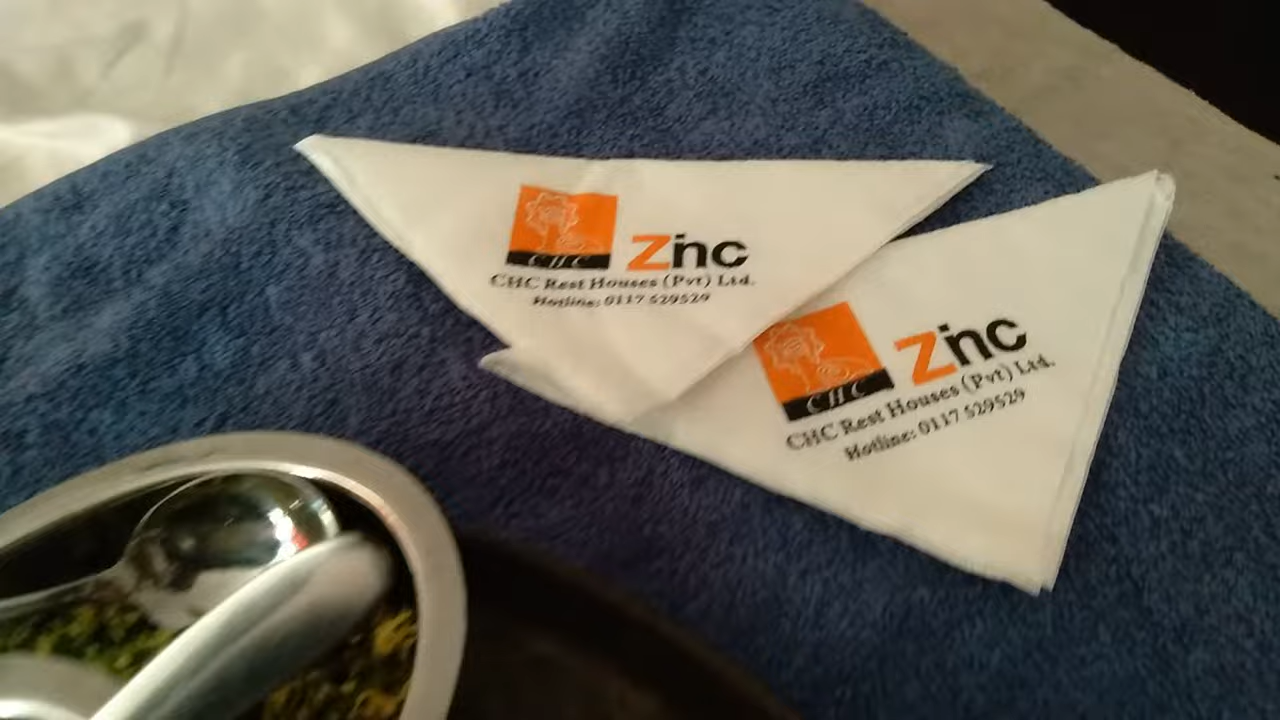 CHC
Zinc
CHC Rest Houses (Pvt) Ltd.
Hotline: 0117 529529
CHC
Zinc
CHC Rest Houses (Pvt) Ltd.
Hotline: 0117 529529